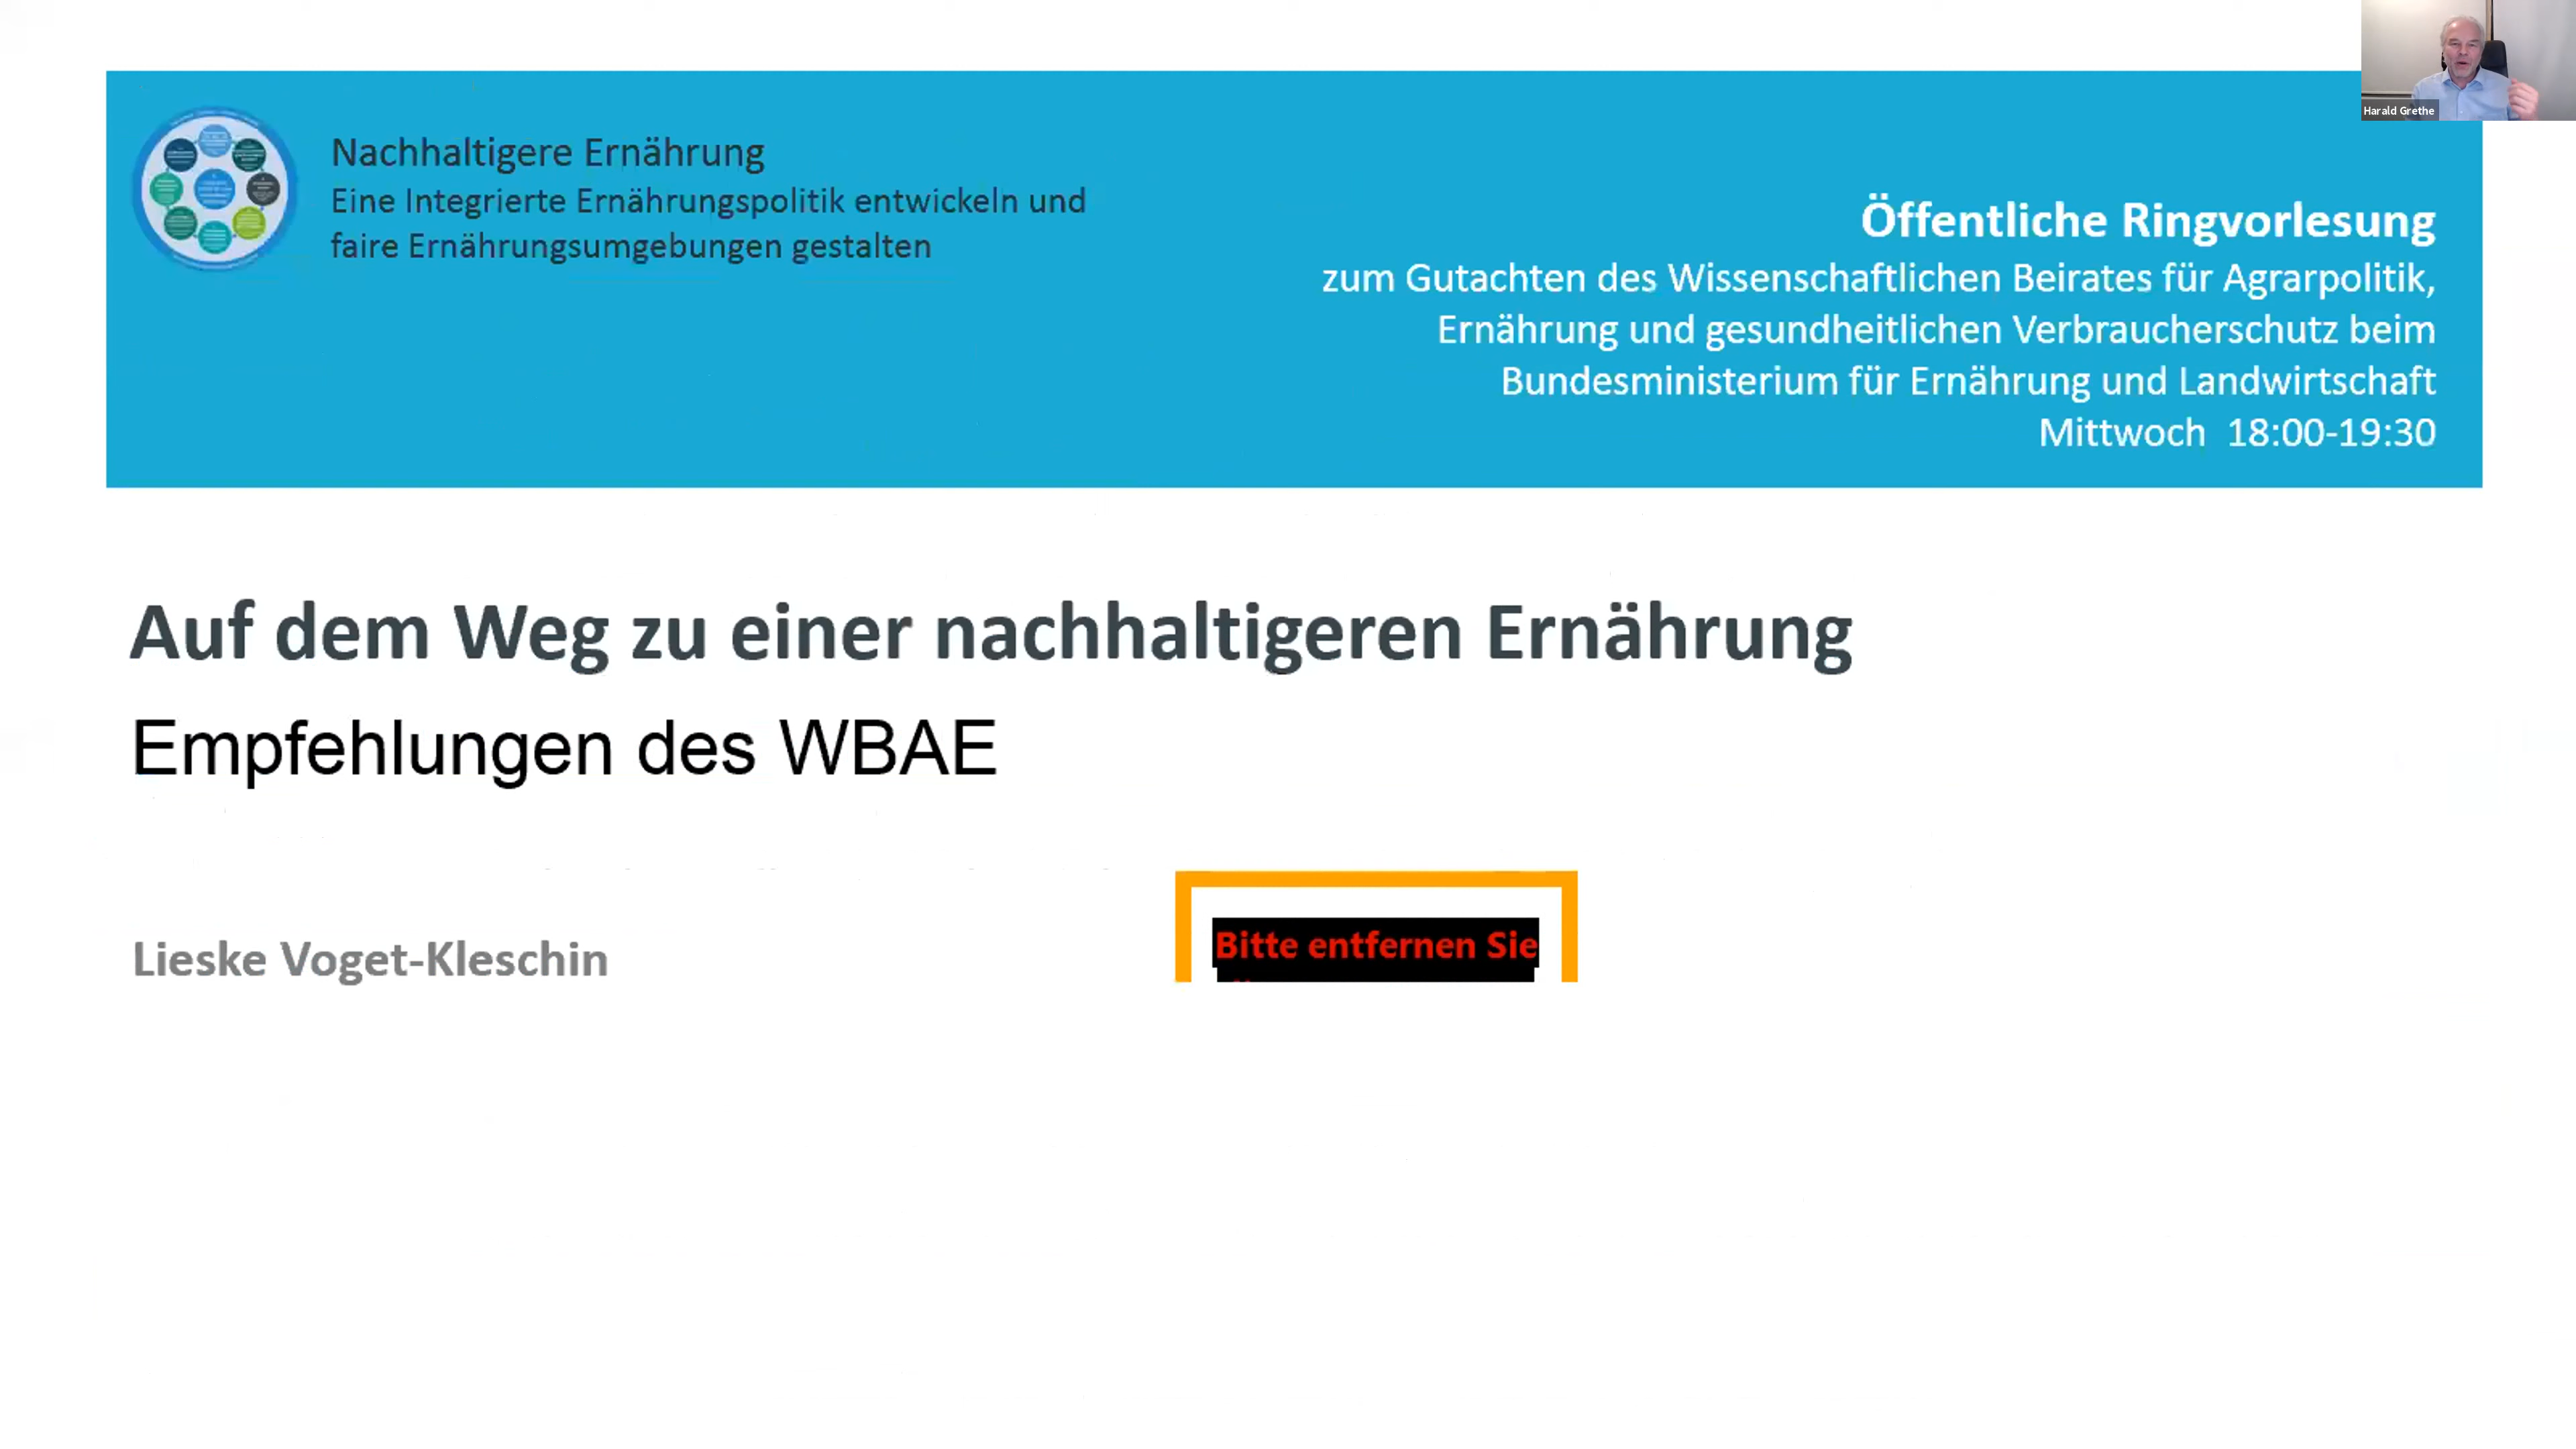 Harald Grethe
Nachhaltigere Ernährung
Eine Integrierte Ernährungspolitik entwickeln und
faire Ernährungsumgebungen gestalten
Öffentliche Ringvorlesung
zum Gutachten des Wissenschaftlichen Beirates für Agrarpolitik,
Ernährung und gesundheitlichen Verbraucherschutz beim
Bundesministerium für Ernährung und Landwirtschaft
Mittwoch 18:00-19:30
Auf dem Weg zu einer nachhaltigeren Ernährung
Empfehlungen des WBAE
Lieske Voget-Kleschin
Bitte entfernen Sie